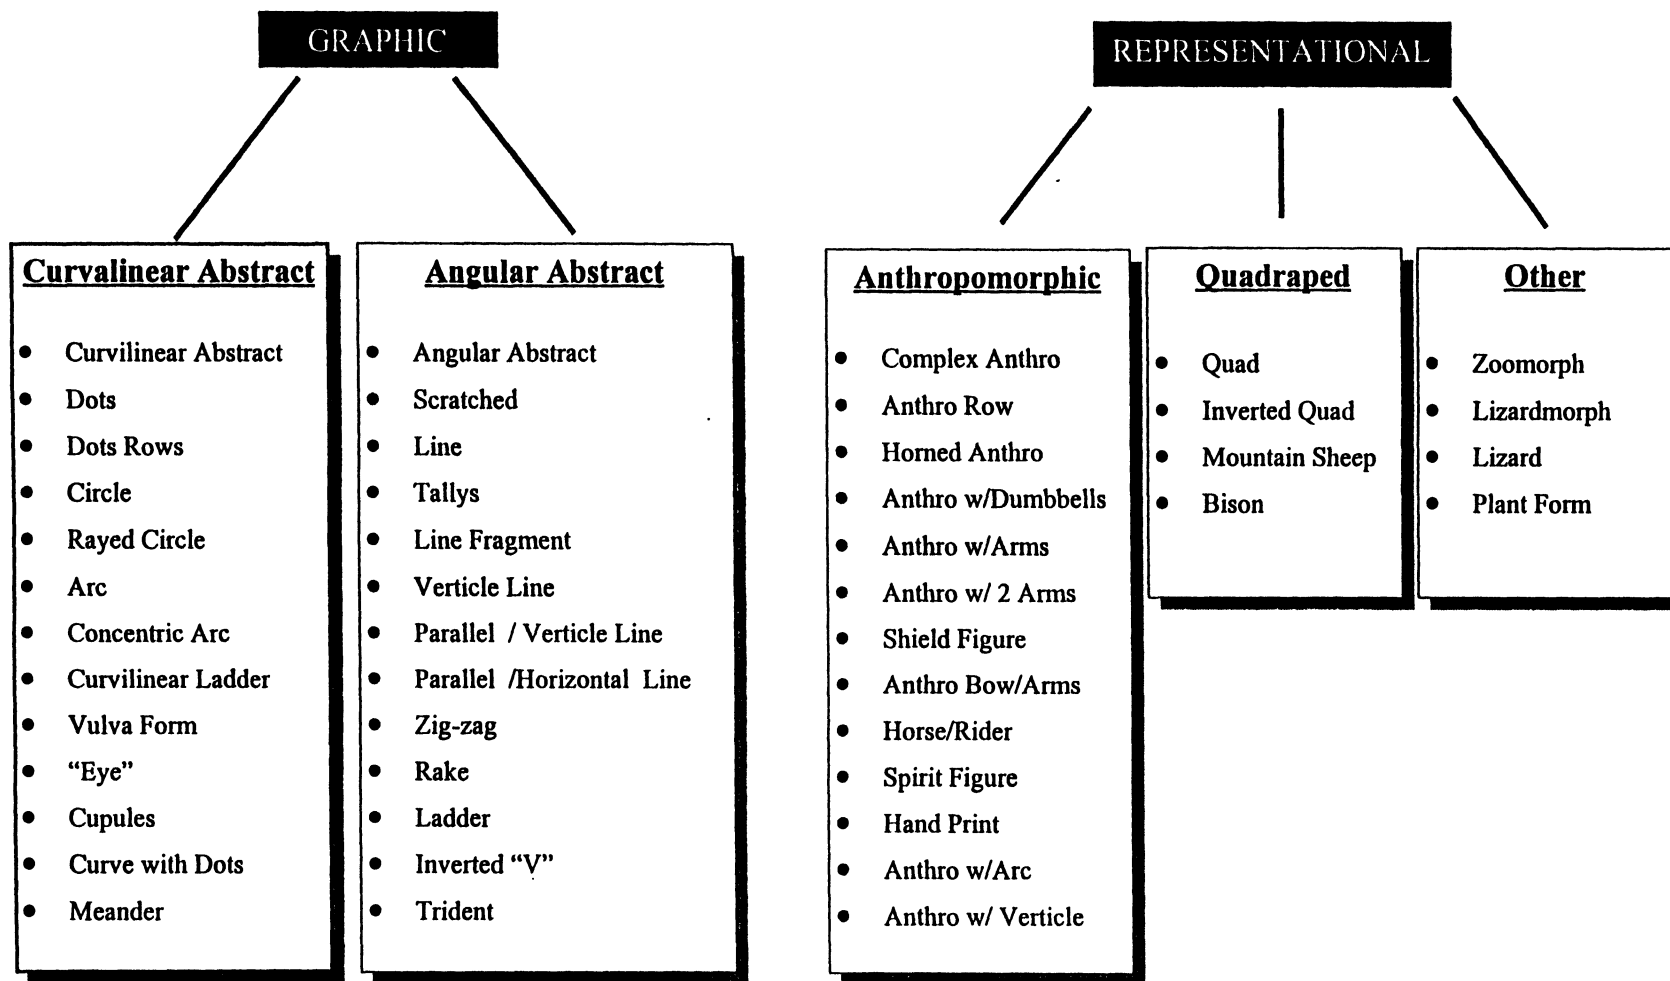 GRAPHIC
REPRESENTATIONAL
Curvalinear Abstract
• Curvilinear Abstract
• Dots
• Dots Rows
• Circle
• Rayed Circle
• Arc
• Concentric Arc
• Curvilinear Ladder
• Vulva Form
• “Eye”
• Cupules
• Curve with Dots
• Meander
Angular Abstract
• Angular Abstract
• Scratched
• Line
• Tallys
• Line Fragment
• Verticle Line
• Parallel / Verticle Line
• Parallel /Horizontal Line
• Zig-zag
• Rake
• Ladder
• Inverted “V”
• Trident
Anthropomorphic
• Complex Anthro
• Anthro Row
• Horned Anthro
• Anthro w/Dumbbells
• Anthro w/Arms
• Anthro w/ 2 Arms
• Shield Figure
• Anthro Bow/Arms
• Horse/Rider
• Spirit Figure
• Hand Print
• Anthro w/Arc
• Anthro w/ Verticle
Quadraped
• Quad
• Inverted Quad
• Mountain Sheep
• Bison
Other
• Zoomorph
• Lizardmorph
• Lizard
• Plant Form